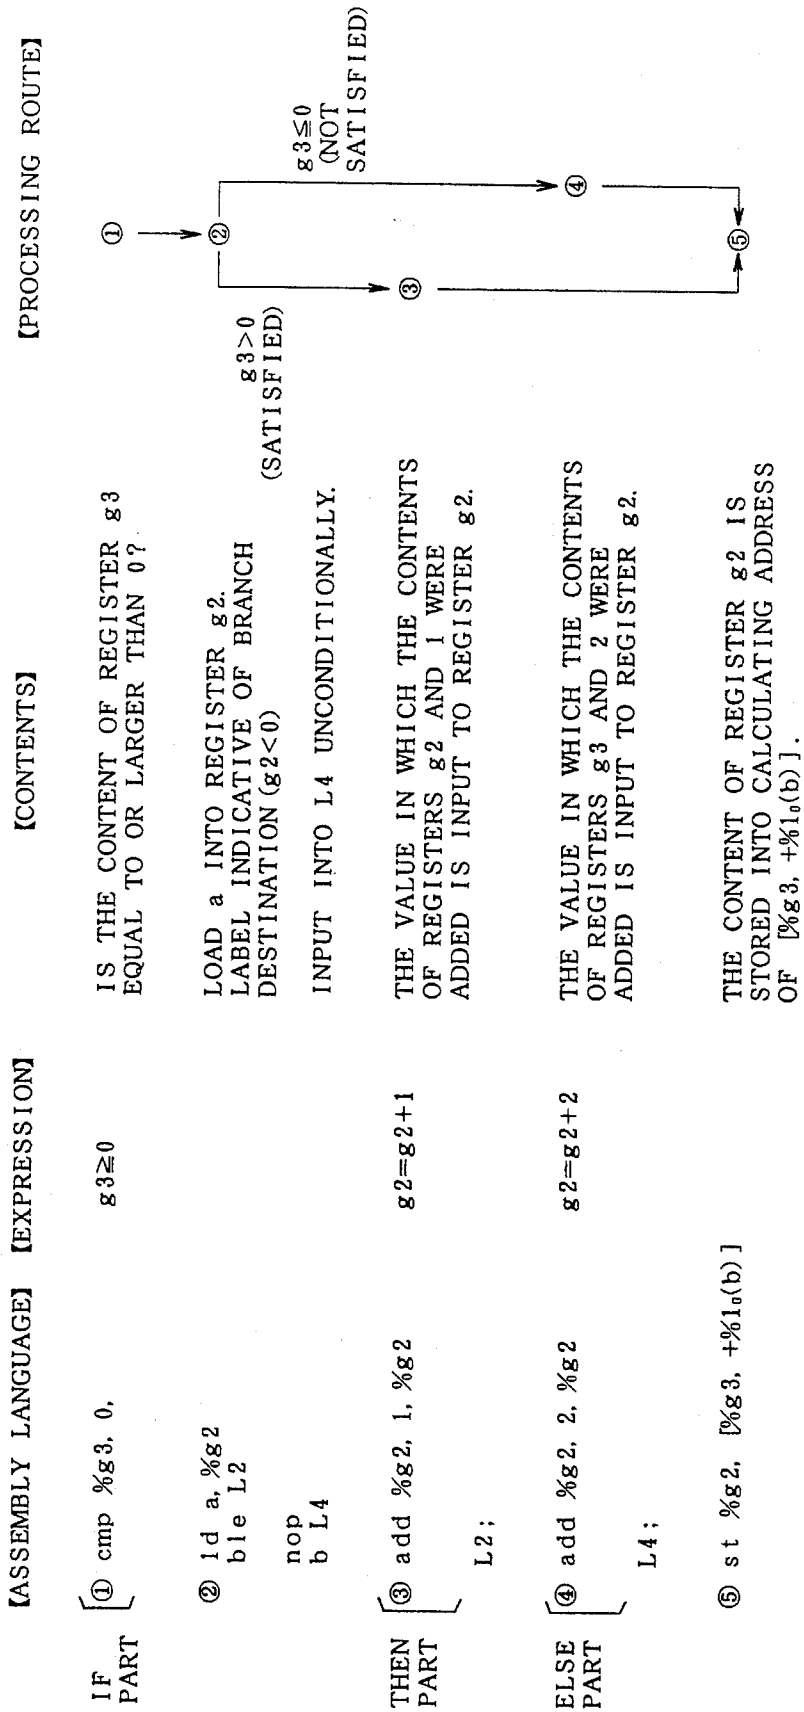 【ASSEMBLY LANGUAGE】 【EXPRESSION】 【CONTENTS】 【PROCESSING ROUTE】
IF
PART
① cmp %g3, 0,
g3≧0
IS THE CONTENT OF REGISTER g3
EQUAL TO OR LARGER THAN 0?
② ld a, %g2
ble L2
LOAD a INTO REGISTER g2.
LABEL INDICATIVE OF BRANCH
DESTINATION (g2<0)
nop
b L4
INPUT INTO L4 UNCONDITIONALLY.
THEN
PART
③ add %g2, 1, %g2
g2=g2+1
THE VALUE IN WHICH THE CONTENTS
OF REGISTERS g2 AND 1 WERE
ADDED IS INPUT TO REGISTER g2.
L2;
ELSE
PART
④ add %g2, 2, %g2
g2=g2+2
THE VALUE IN WHICH THE CONTENTS
OF REGISTERS g3 AND 2 WERE
ADDED IS INPUT TO REGISTER g2.
L4;
⑤ st %g2, [%g3, +%l₀(b)]
THE CONTENT OF REGISTER g2 IS
STORED INTO CALCULATING ADDRESS
OF [%g3, +%l₀(b)].
①
②
g3>0
(SATISFIED)
g3≦0
(NOT
SATISFIED)
③
④
⑤